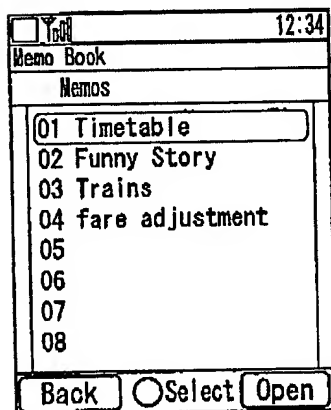 12:34
Memo Book
Memos
01 Timetable
02 Funny Story
03 Trains
04 fare adjustment
05
06
07
08
Back Select Open